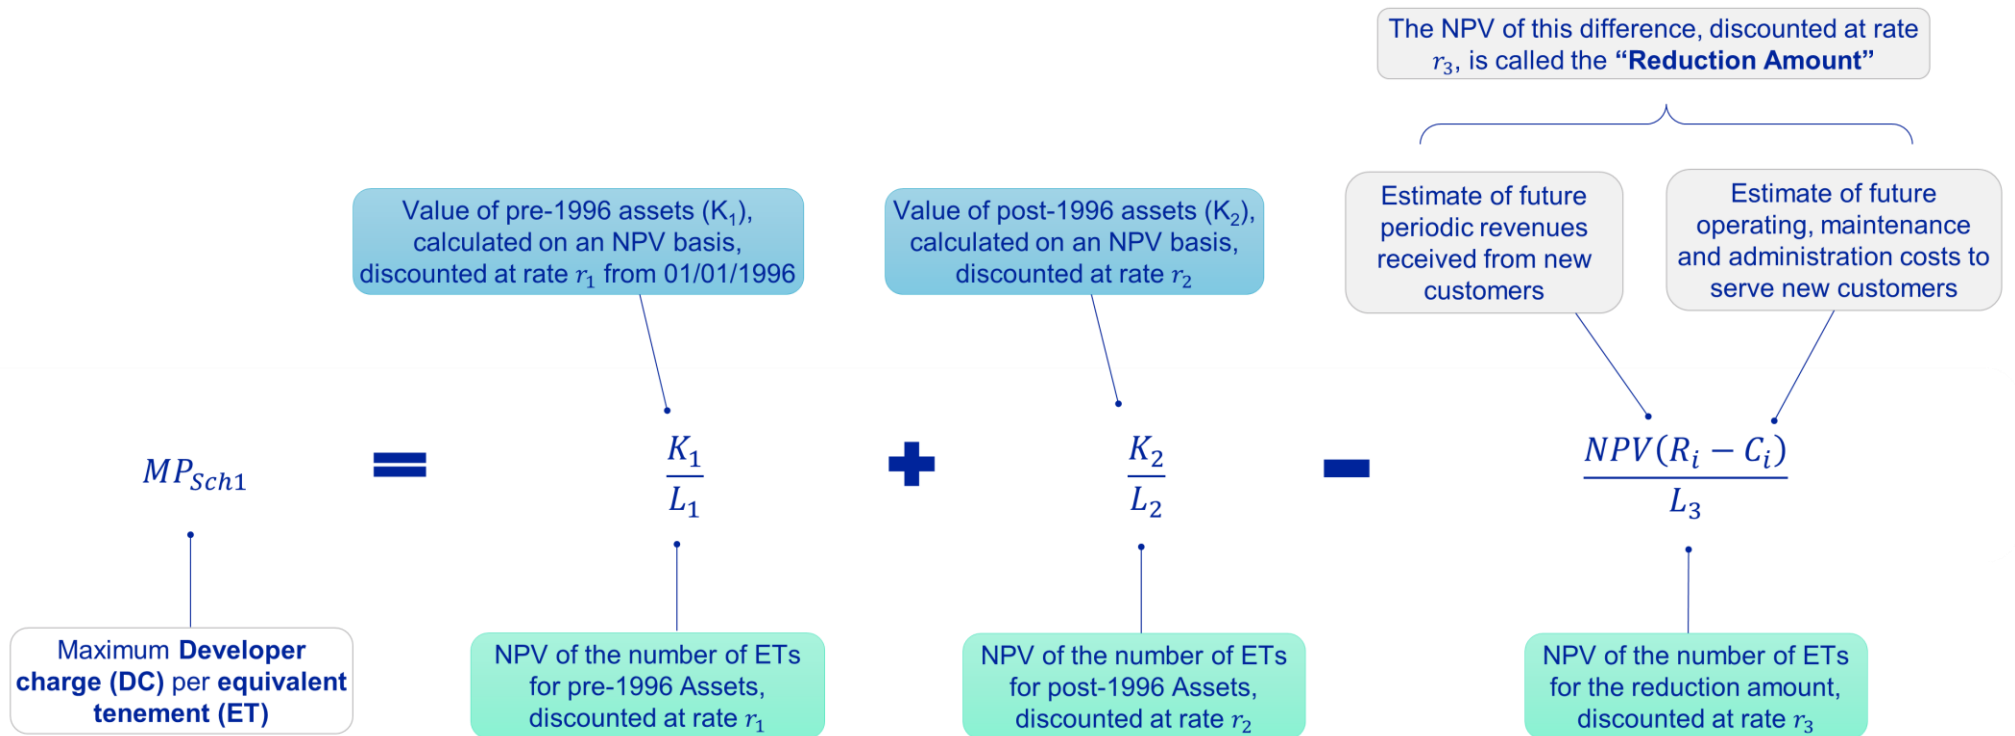 The NPV of this difference, discounted at rate
r₃, is called the “Reduction Amount”
Value of pre-1996 assets (K₁),
calculated on an NPV basis,
discounted at rate r₁ from 01/01/1996
Value of post-1996 assets (K₂),
calculated on an NPV basis,
discounted at rate r₂
Estimate of future
periodic revenues
received from new
customers
Estimate of future
operating, maintenance
and administration costs to
serve new customers
MP_Sch1 = K₁/L₁ + K₂/L₂ − NPV(Rᵢ − Cᵢ)/L₃
Maximum Developer
charge (DC) per equivalent
tenement (ET)
NPV of the number of ETs
for pre-1996 Assets,
discounted at rate r₁
NPV of the number of ETs
for post-1996 Assets,
discounted at rate r₂
NPV of the number of ETs
for the reduction amount,
discounted at rate r₃